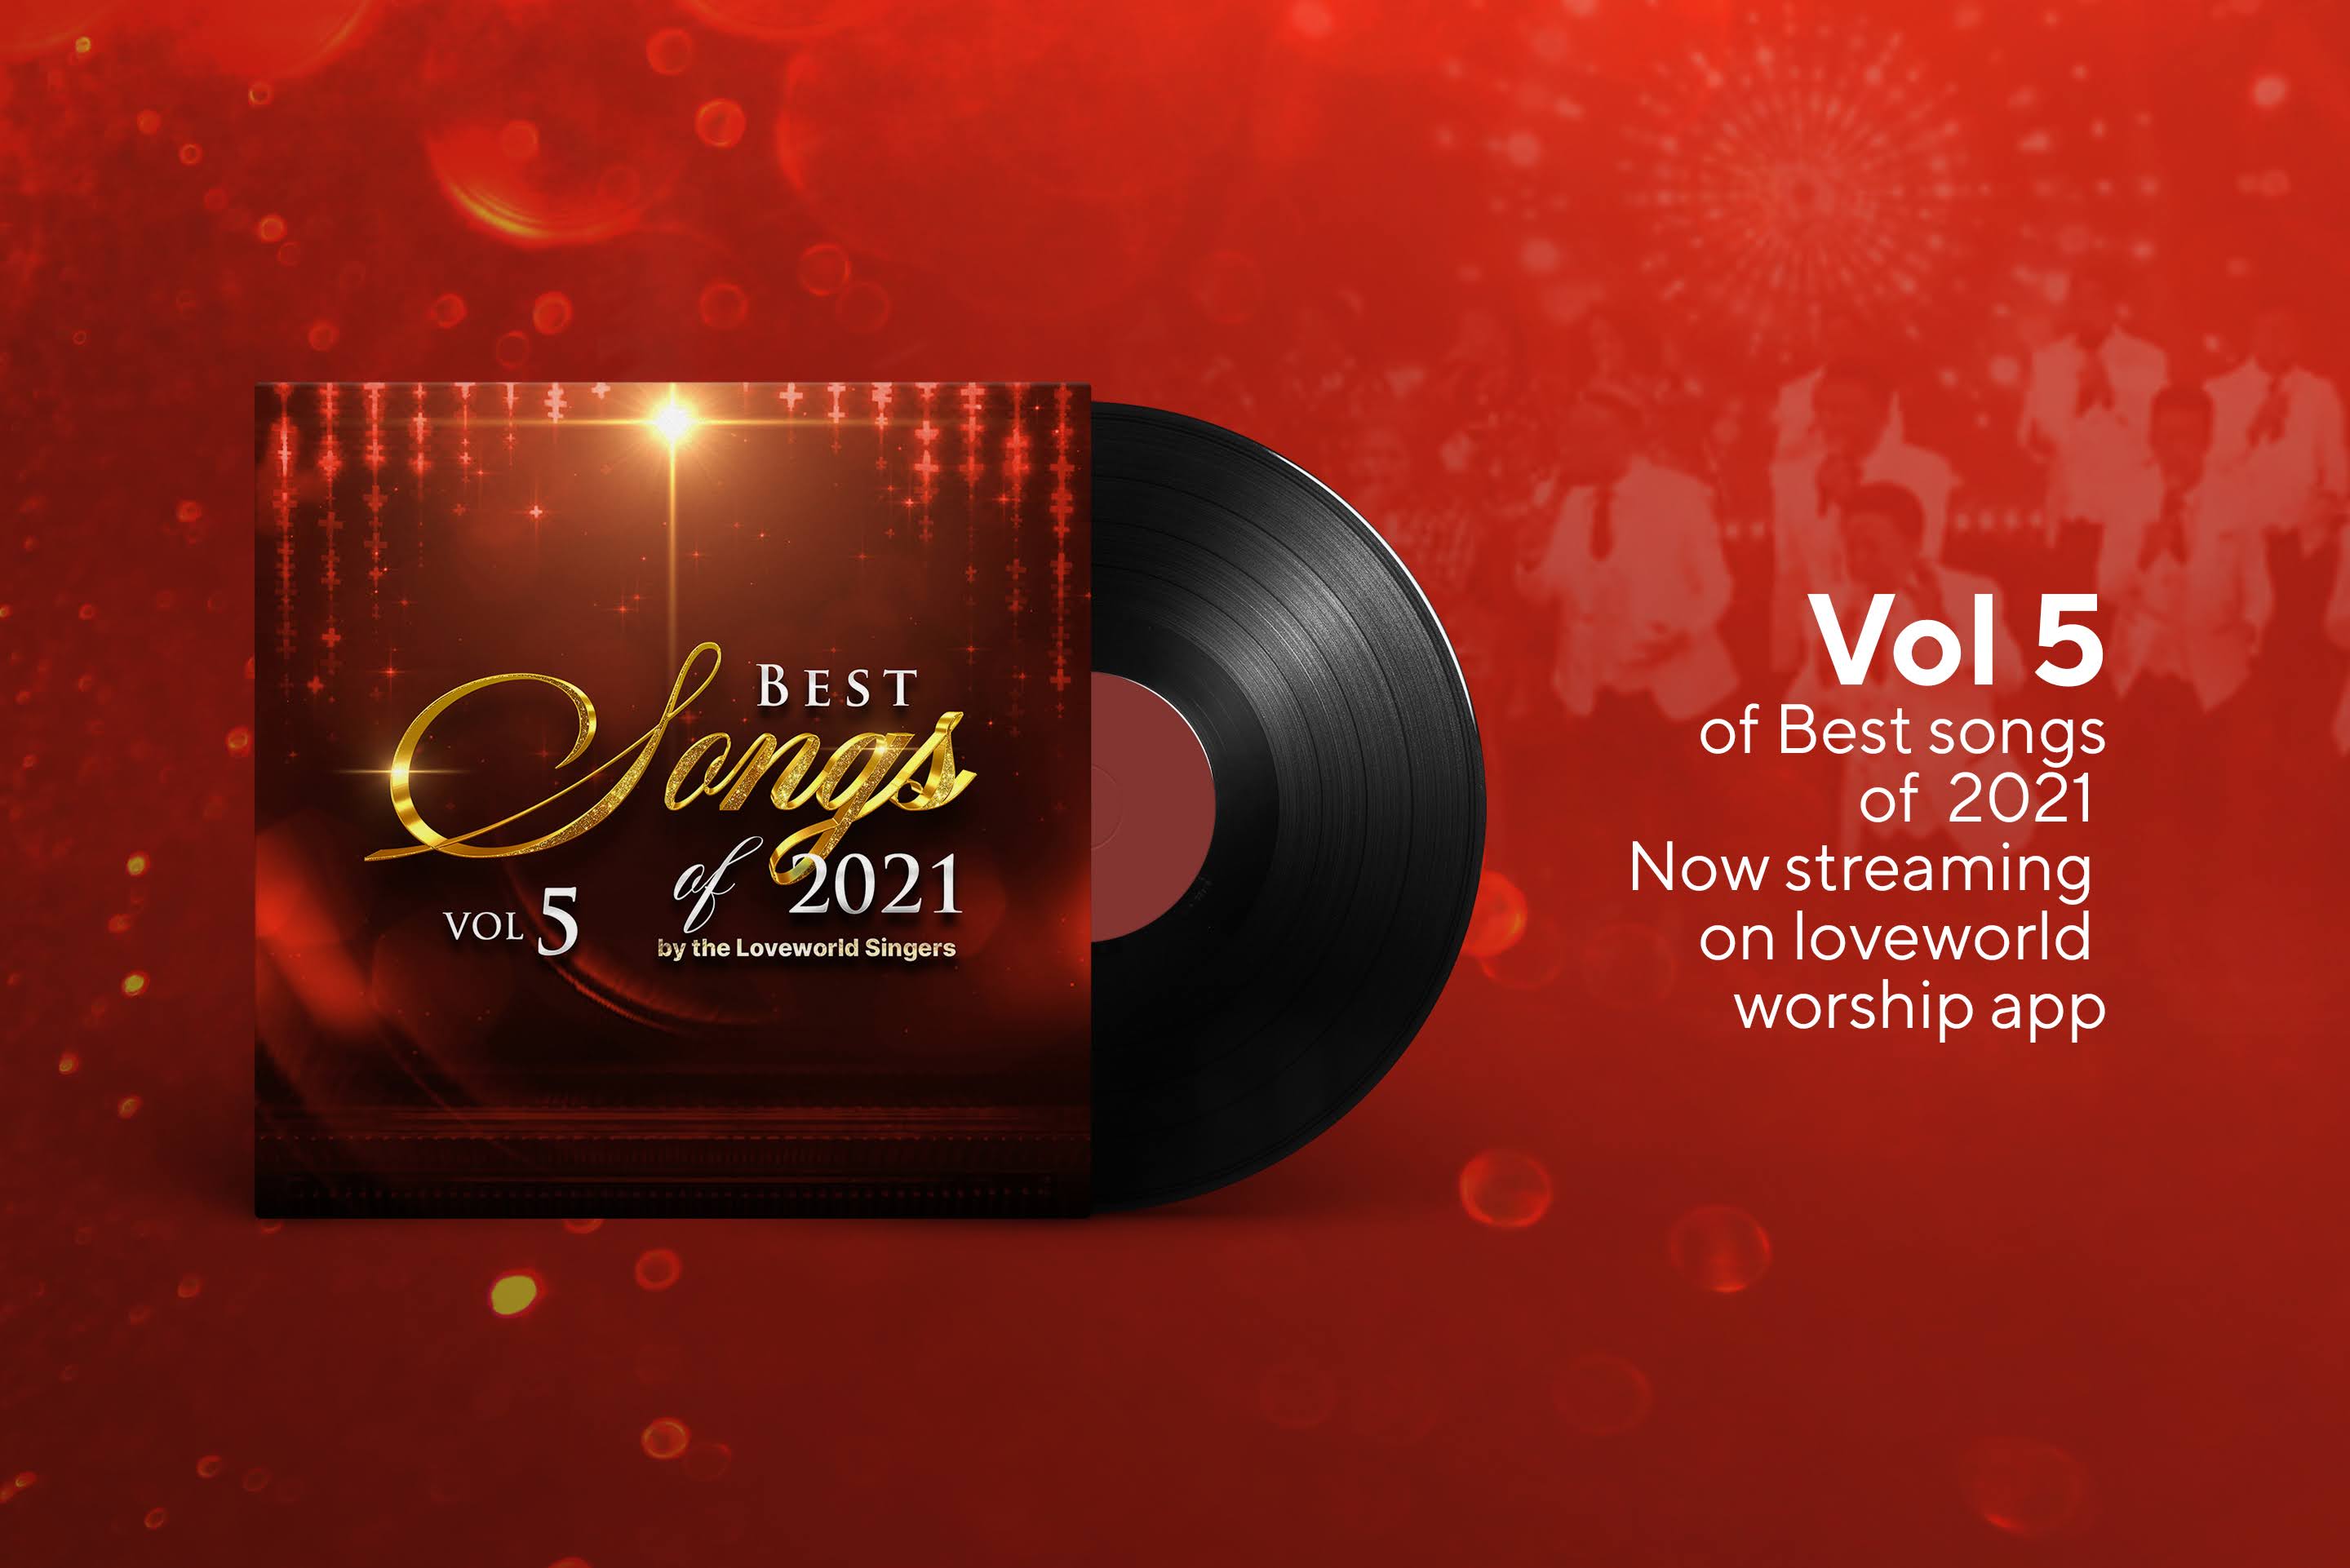 BEST
Songs
of 2021
VOL 5
by the Loveworld Singers
Vol 5
of Best songs
of 2021
Now streaming
on loveworld
worship app